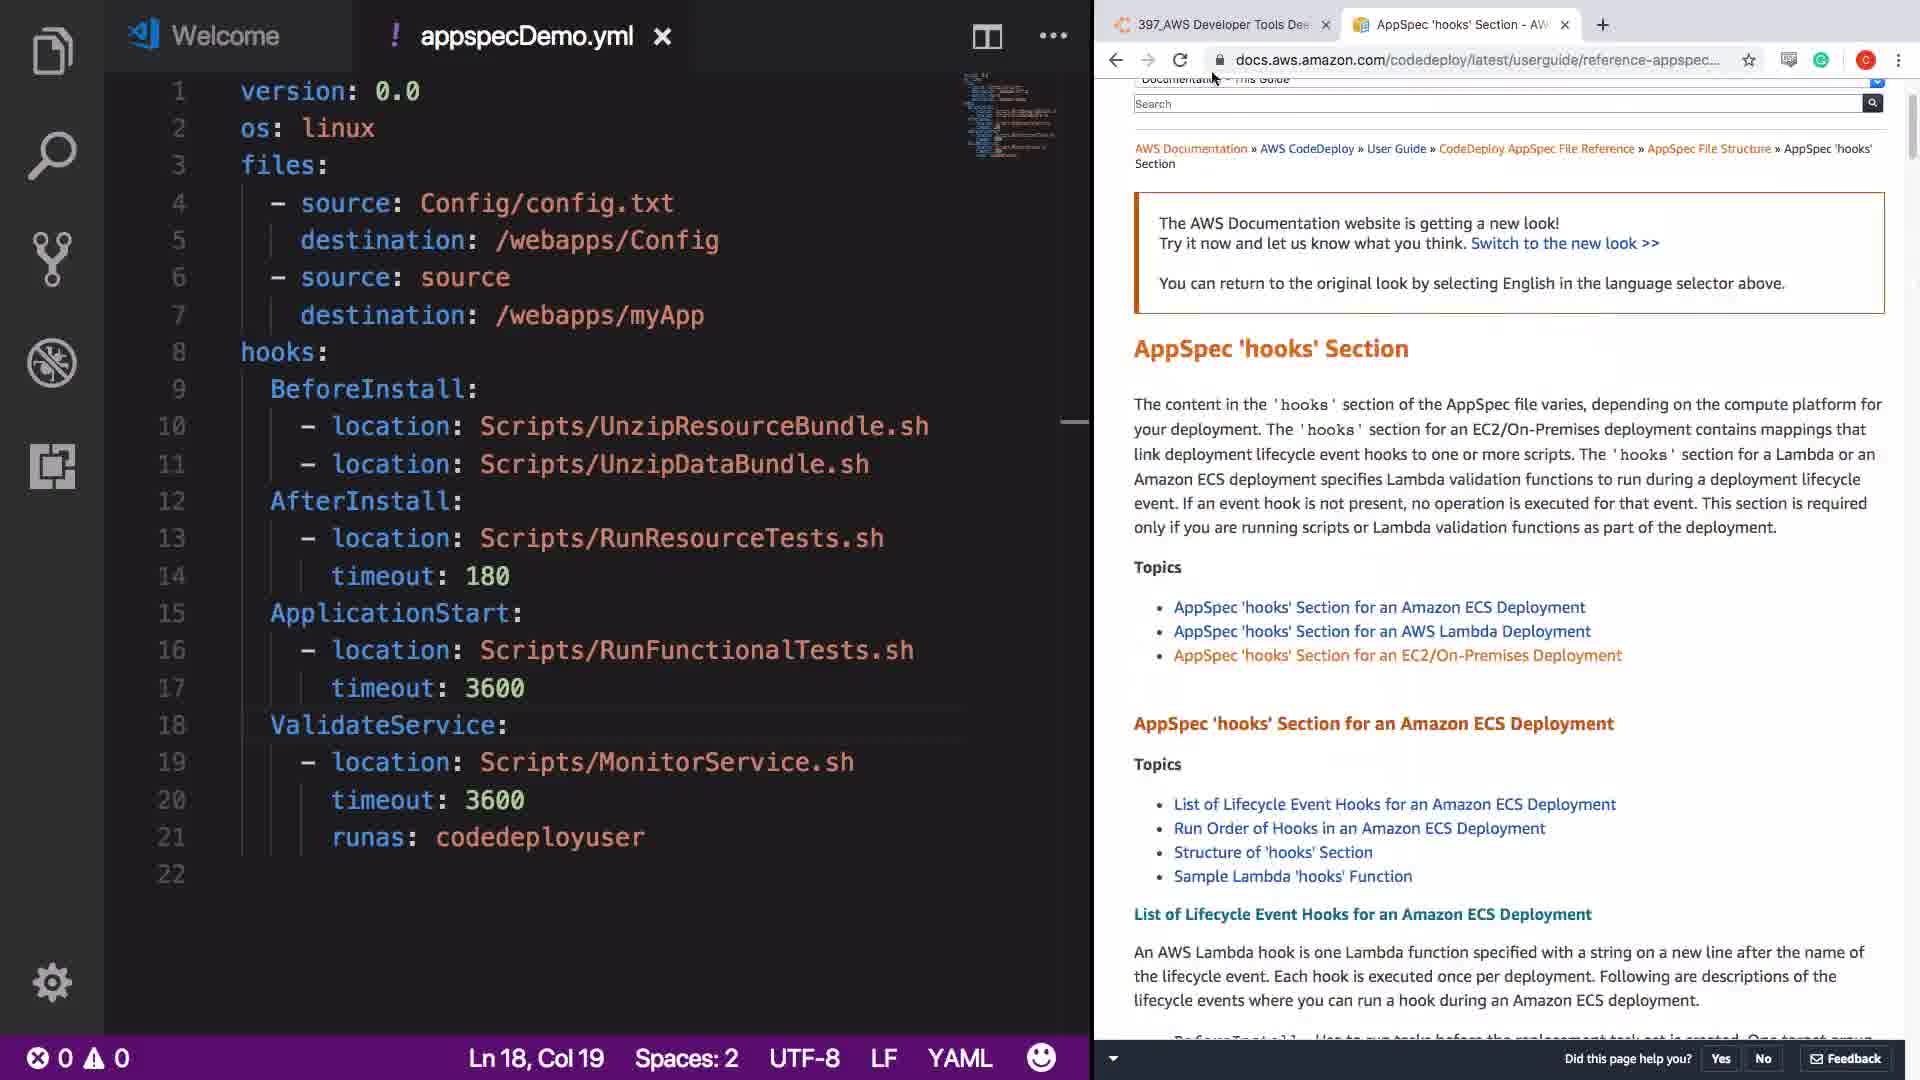 Welcome
! appspecDemo.yml
1 version: 0.0
2 os: linux
3 files:
4 - source: Config/config.txt
5 destination: /webapps/Config
6 - source: source
7 destination: /webapps/myApp
8 hooks:
9 BeforeInstall:
10 - location: Scripts/UnzipResourceBundle.sh
11 - location: Scripts/UnzipDataBundle.sh
12 AfterInstall:
13 - location: Scripts/RunResourceTests.sh
14 timeout: 180
15 ApplicationStart:
16 - location: Scripts/RunFunctionalTests.sh
17 timeout: 3600
18 ValidateService:
19 - location: Scripts/MonitorService.sh
20 timeout: 3600
21 runas: codedeployuser
22
0 0
Ln 18, Col 19 Spaces: 2 UTF-8 LF YAML
397_AWS Developer Tools Dee
AppSpec 'hooks' Section - AW
docs.aws.amazon.com/codedeploy/latest/userguide/reference-appspec...
C
Documentation - This Guide
Search
AWS Documentation » AWS CodeDeploy » User Guide » CodeDeploy AppSpec File Reference » AppSpec File Structure » AppSpec 'hooks'
Section
The AWS Documentation website is getting a new look!
Try it now and let us know what you think. Switch to the new look >>
You can return to the original look by selecting English in the language selector above.
AppSpec 'hooks' Section
The content in the 'hooks' section of the AppSpec file varies, depending on the compute platform for
your deployment. The 'hooks' section for an EC2/On-Premises deployment contains mappings that
link deployment lifecycle event hooks to one or more scripts. The 'hooks' section for a Lambda or an
Amazon ECS deployment specifies Lambda validation functions to run during a deployment lifecycle
event. If an event hook is not present, no operation is executed for that event. This section is required
only if you are running scripts or Lambda validation functions as part of the deployment.
Topics
• AppSpec 'hooks' Section for an Amazon ECS Deployment
• AppSpec 'hooks' Section for an AWS Lambda Deployment
• AppSpec 'hooks' Section for an EC2/On-Premises Deployment
AppSpec 'hooks' Section for an Amazon ECS Deployment
Topics
• List of Lifecycle Event Hooks for an Amazon ECS Deployment
• Run Order of Hooks in an Amazon ECS Deployment
• Structure of 'hooks' Section
• Sample Lambda 'hooks' Function
List of Lifecycle Event Hooks for an Amazon ECS Deployment
An AWS Lambda hook is one Lambda function specified with a string on a new line after the name of
the lifecycle event. Each hook is executed once per deployment. Following are descriptions of the
lifecycle events where you can run a hook during an Amazon ECS deployment.
Did this page help you? Yes No Feedback